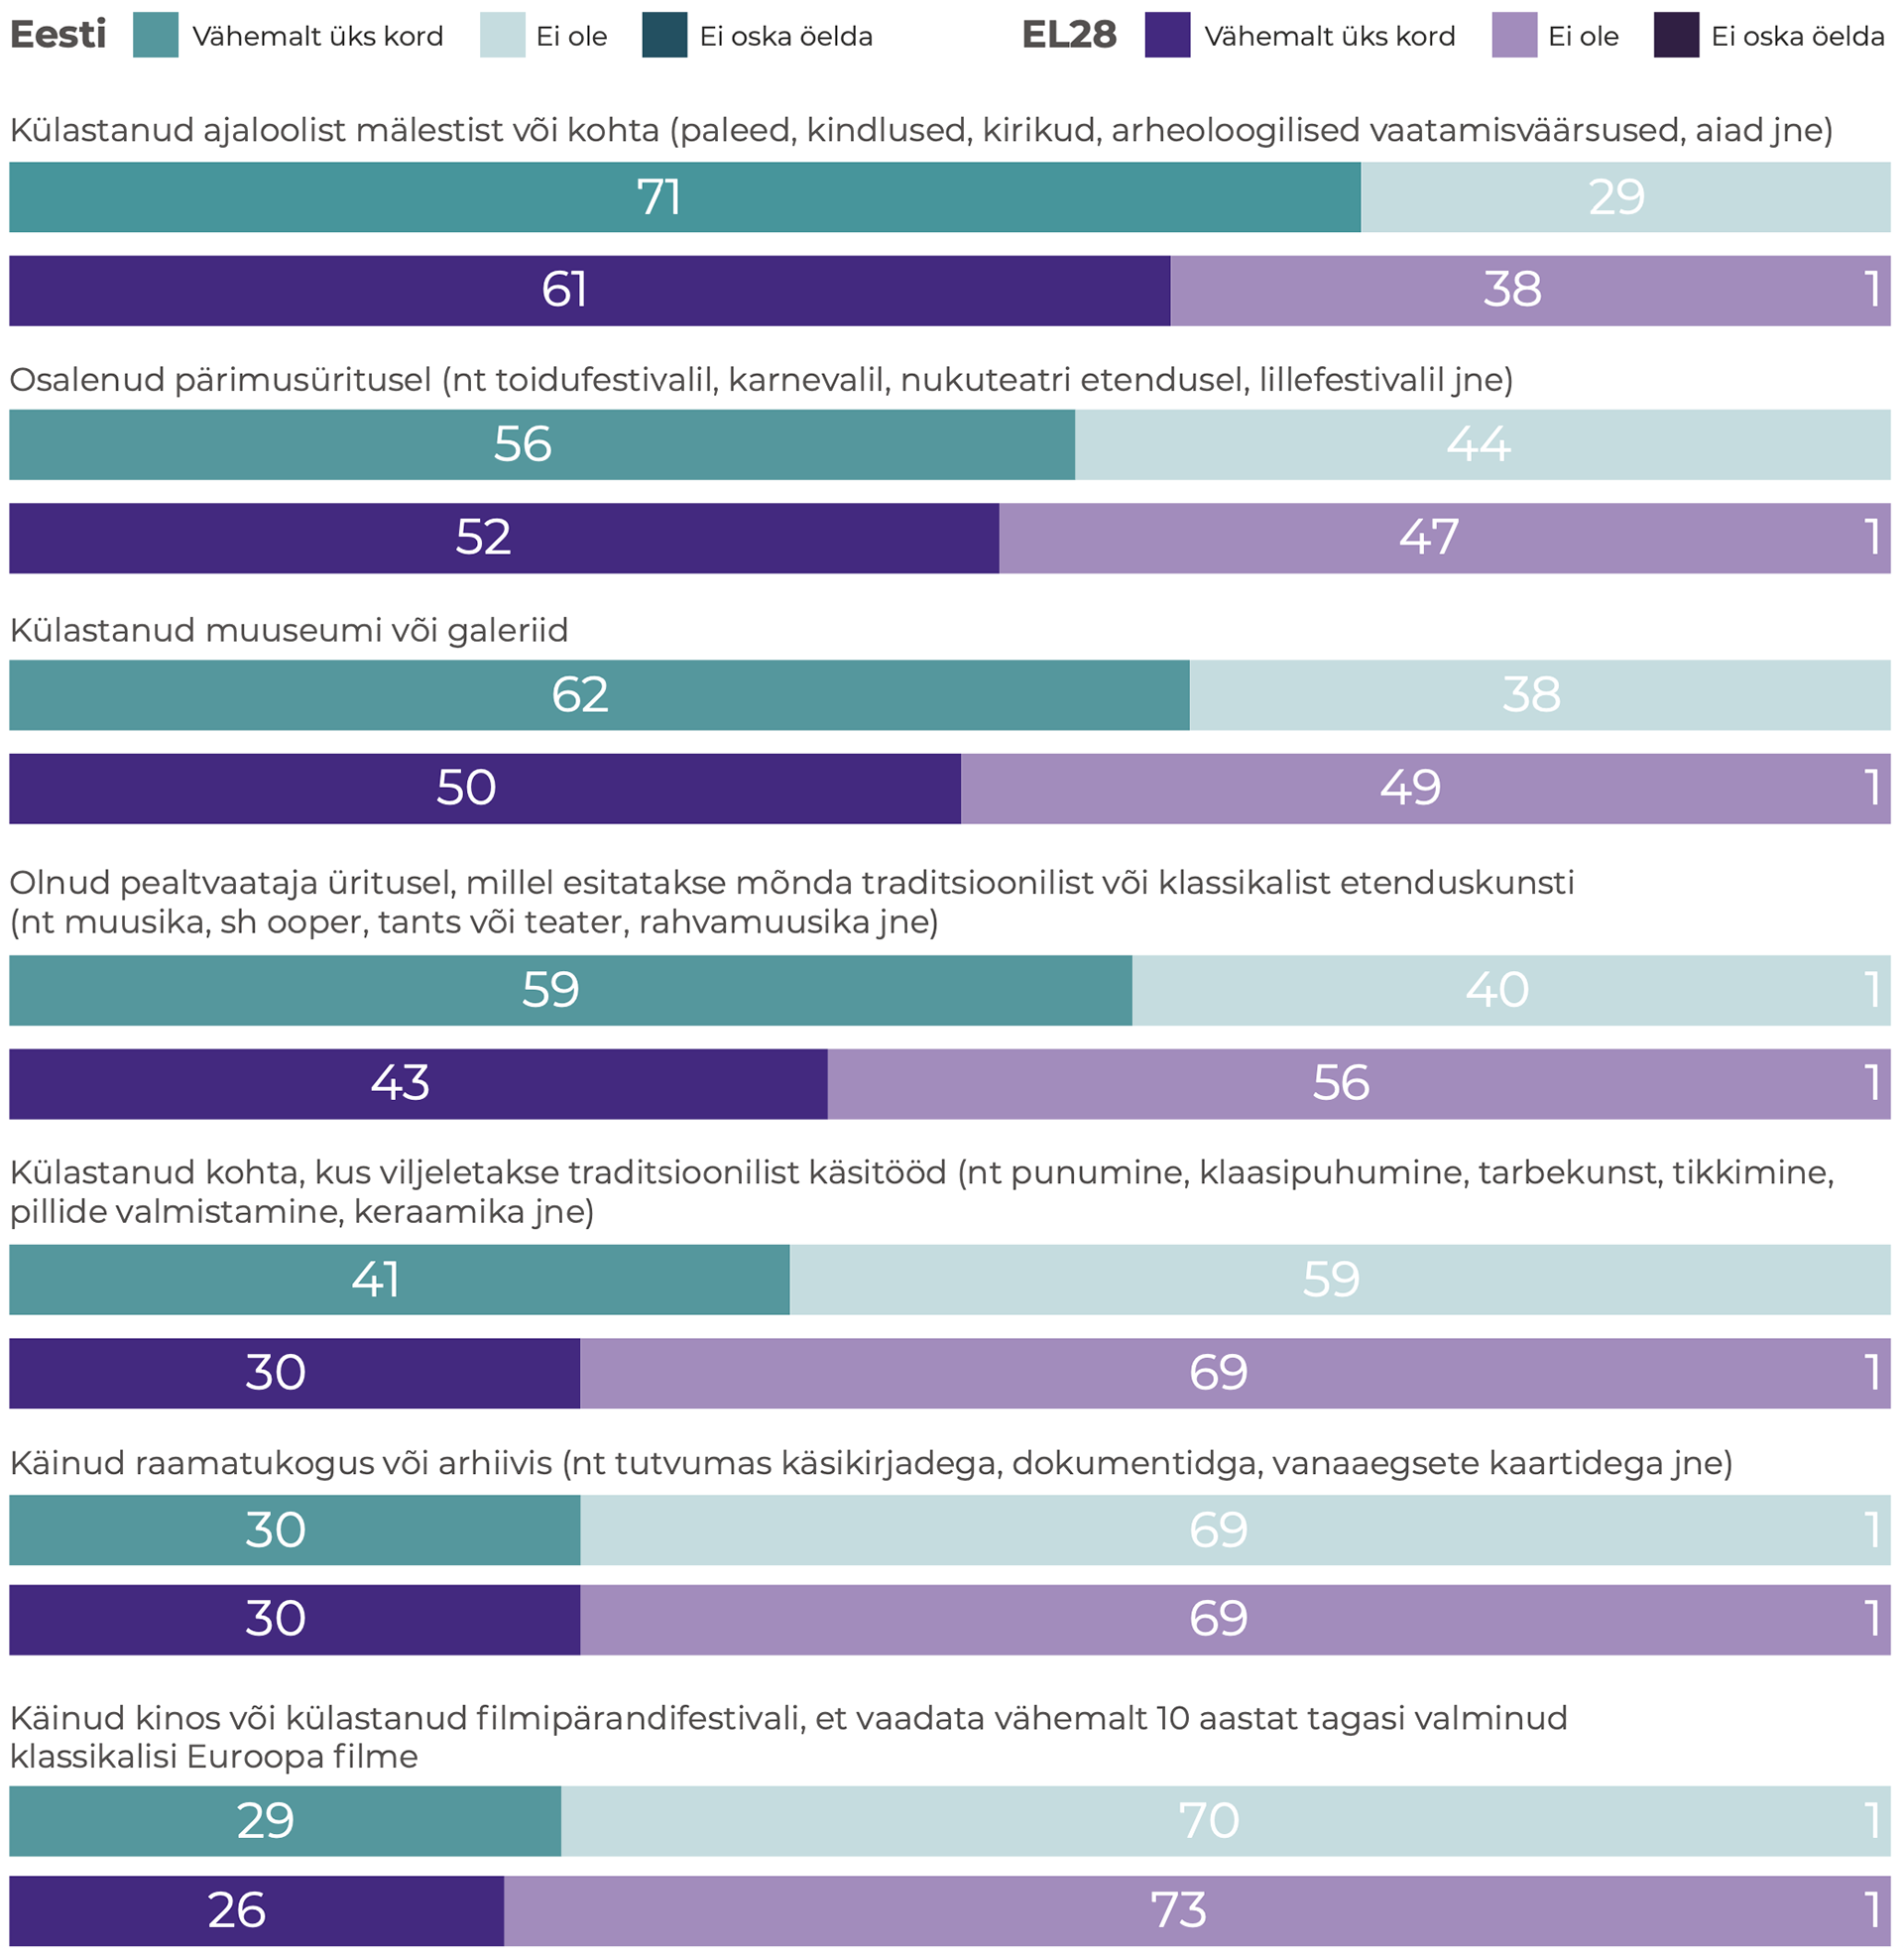 Eesti Vähemalt üks kord Ei ole Ei oska öelda EL28 Vähemalt üks kord Ei ole Ei oska öelda
Külastanud ajaloolist mälestist või kohta (paleed, kindlused, kirikud, arheoloogilised vaatamisväärsused, aiad jne)
71 29
61 38 1
Osalenud pärimusüritusel (nt toidufestivalil, karnevalil, nukuteatri etendusel, lillefestivalil jne)
56 44
52 47 1
Külastanud muuseumi või galeriid
62 38
50 49 1
Olnud pealtvaataja üritusel, millel esitatakse mõnda traditsioonilist või klassikalist etenduskunsti
(nt muusika, sh ooper, tants või teater, rahvamuusika jne)
59 40 1
43 56 1
Külastanud kohta, kus viljeletakse traditsioonilist käsitööd (nt punumine, klaasipuhumine, tarbekunst, tikkimine,
pillide valmistamine, keraamika jne)
41 59
30 69 1
Käinud raamatukogus või arhiivis (nt tutvumas käsikirjadega, dokumentidga, vanaaegsete kaartidega jne)
30 69 1
30 69 1
Käinud kinos või külastanud filmipärandifestivali, et vaadata vähemalt 10 aastat tagasi valminud
klassikalisi Euroopa filme
29 70 1
26 73 1